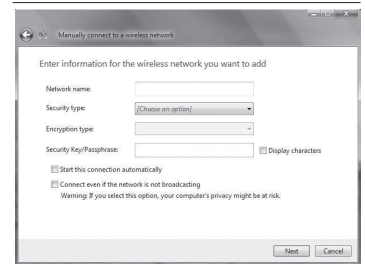 Manually connect to a wireless network
Enter information for the wireless network you want to add
Network name:
Security type: [Choose an option]
Encryption type:
Security Key/Passphrase: Display characters
Start this connection automatically
Connect even if the network is not broadcasting
Warning: If you select this option, your computer's privacy might be at risk.
Next Cancel